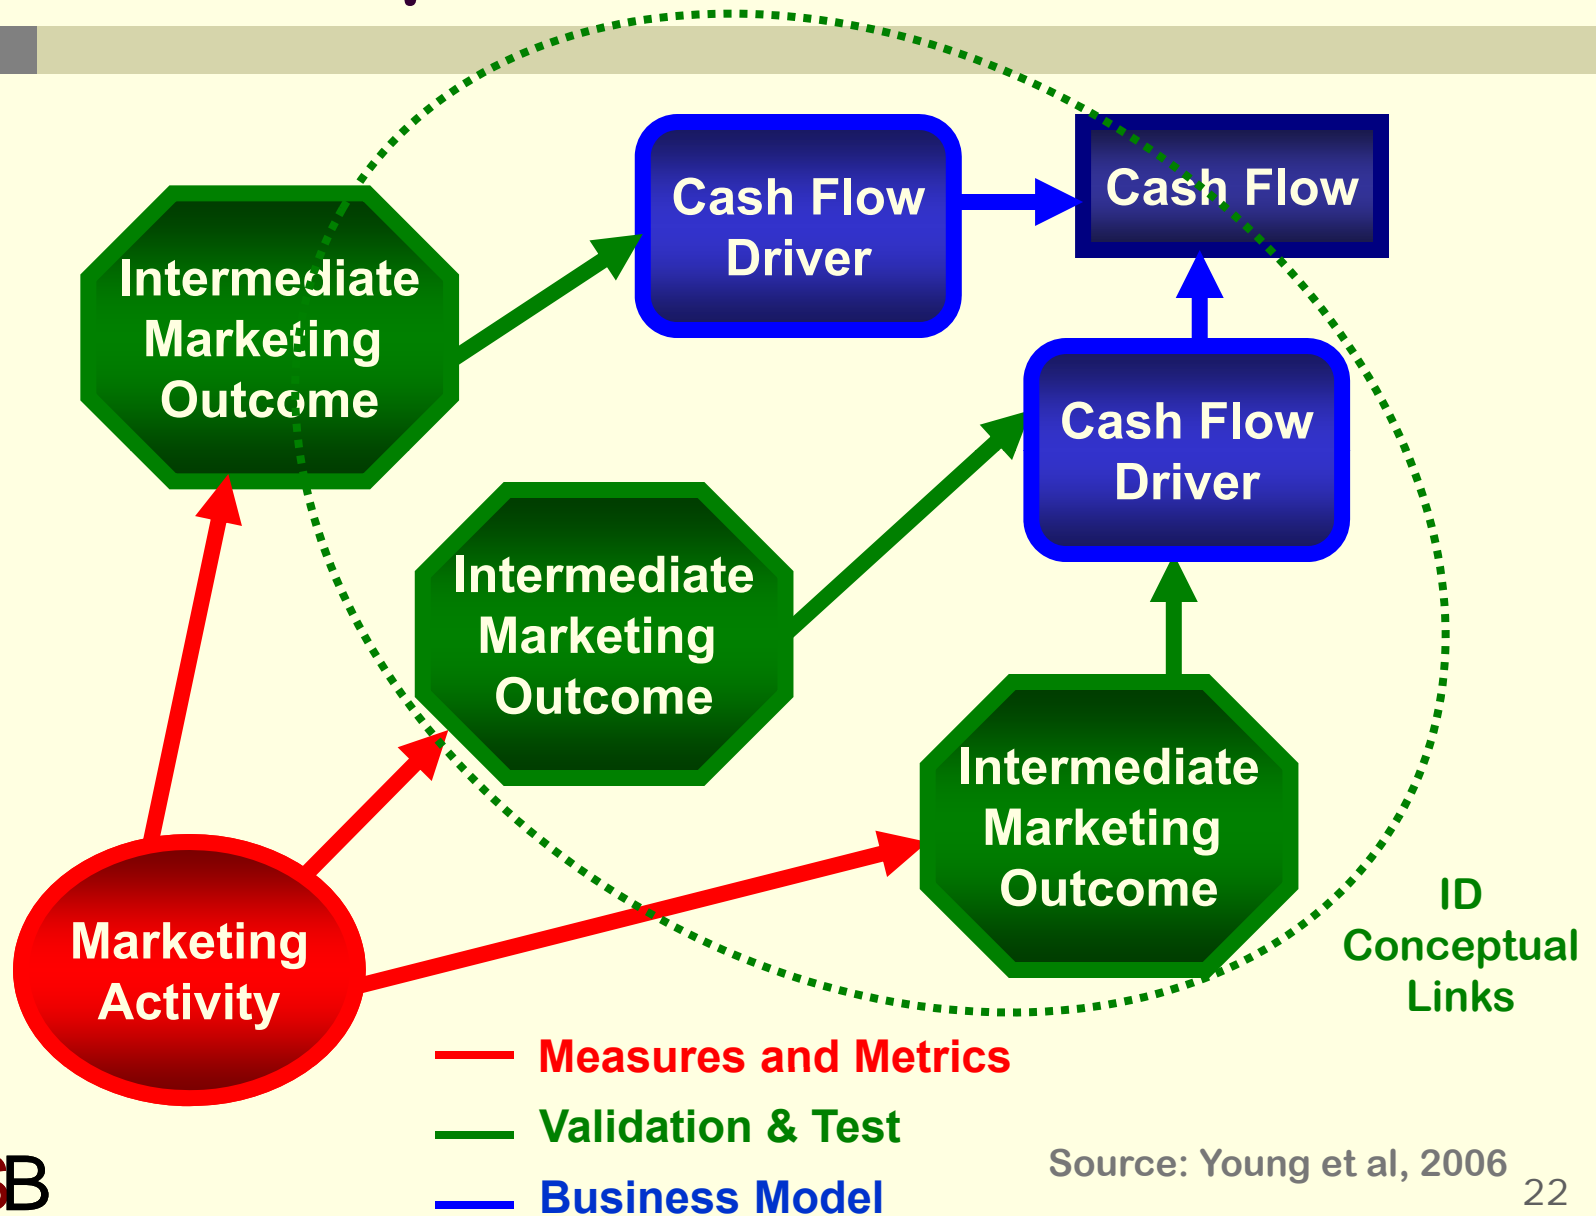 Cash Flow
Driver
Cash Flow
Intermediate
Marketing
Outcome
Cash Flow
Driver
Intermediate
Marketing
Outcome
Intermediate
Marketing
Outcome
Marketing
Activity
ID
Conceptual
Links
Measures and Metrics
Validation & Test
Business Model
Source: Young et al, 2006
22
B